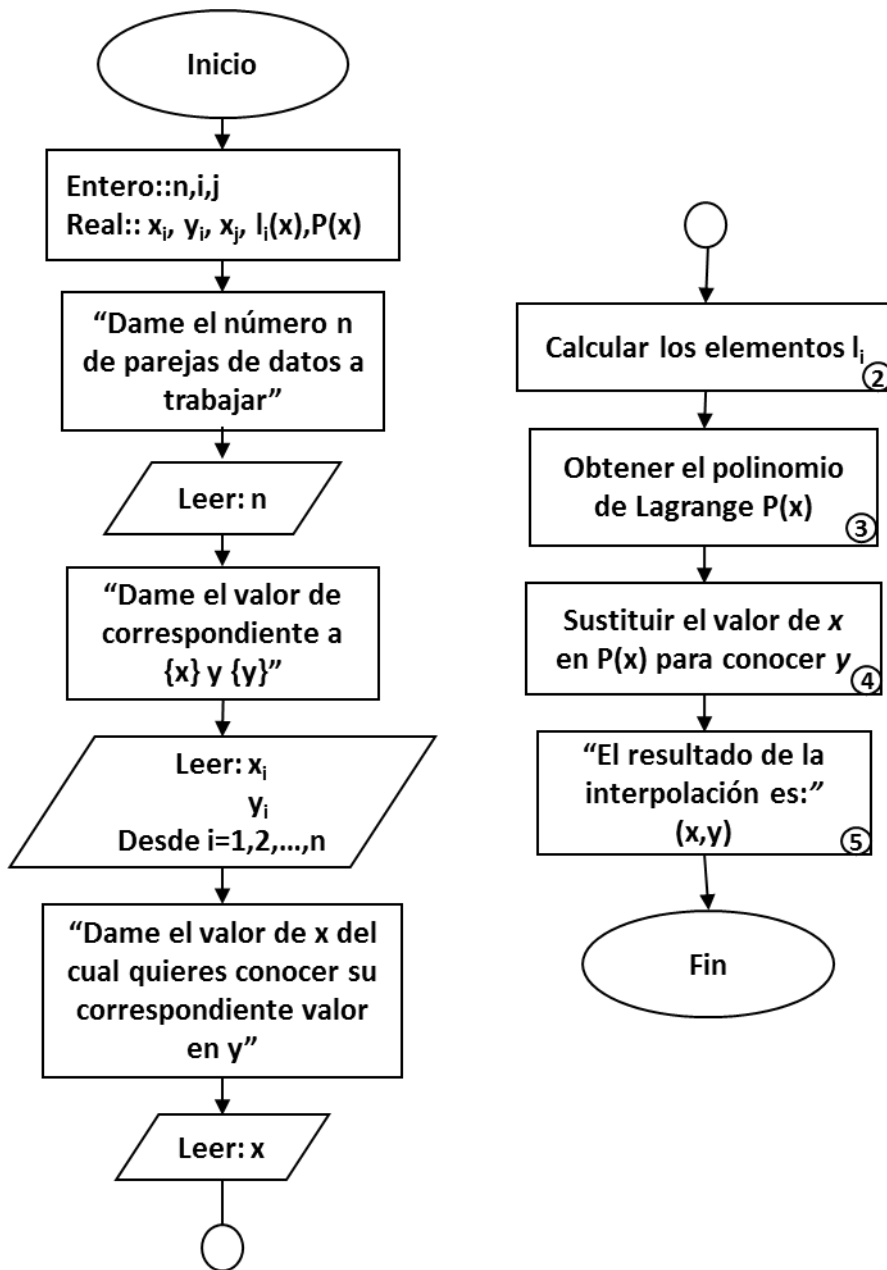 Inicio
Entero::n,i,j
Real:: xᵢ, yᵢ, xⱼ, lᵢ(x),P(x)
“Dame el número n
de parejas de datos a
trabajar”
Leer: n
“Dame el valor de
correspondiente a
{x} y {y}”
Leer: xᵢ
yᵢ
Desde i=1,2,...,n
“Dame el valor de x del
cual quieres conocer su
correspondiente valor
en y”
Leer: x
Calcular los elementos lᵢ
2
Obtener el polinomio
de Lagrange P(x)
3
Sustituir el valor de x
en P(x) para conocer y
4
“El resultado de la
interpolación es:”
(x,y)
5
Fin